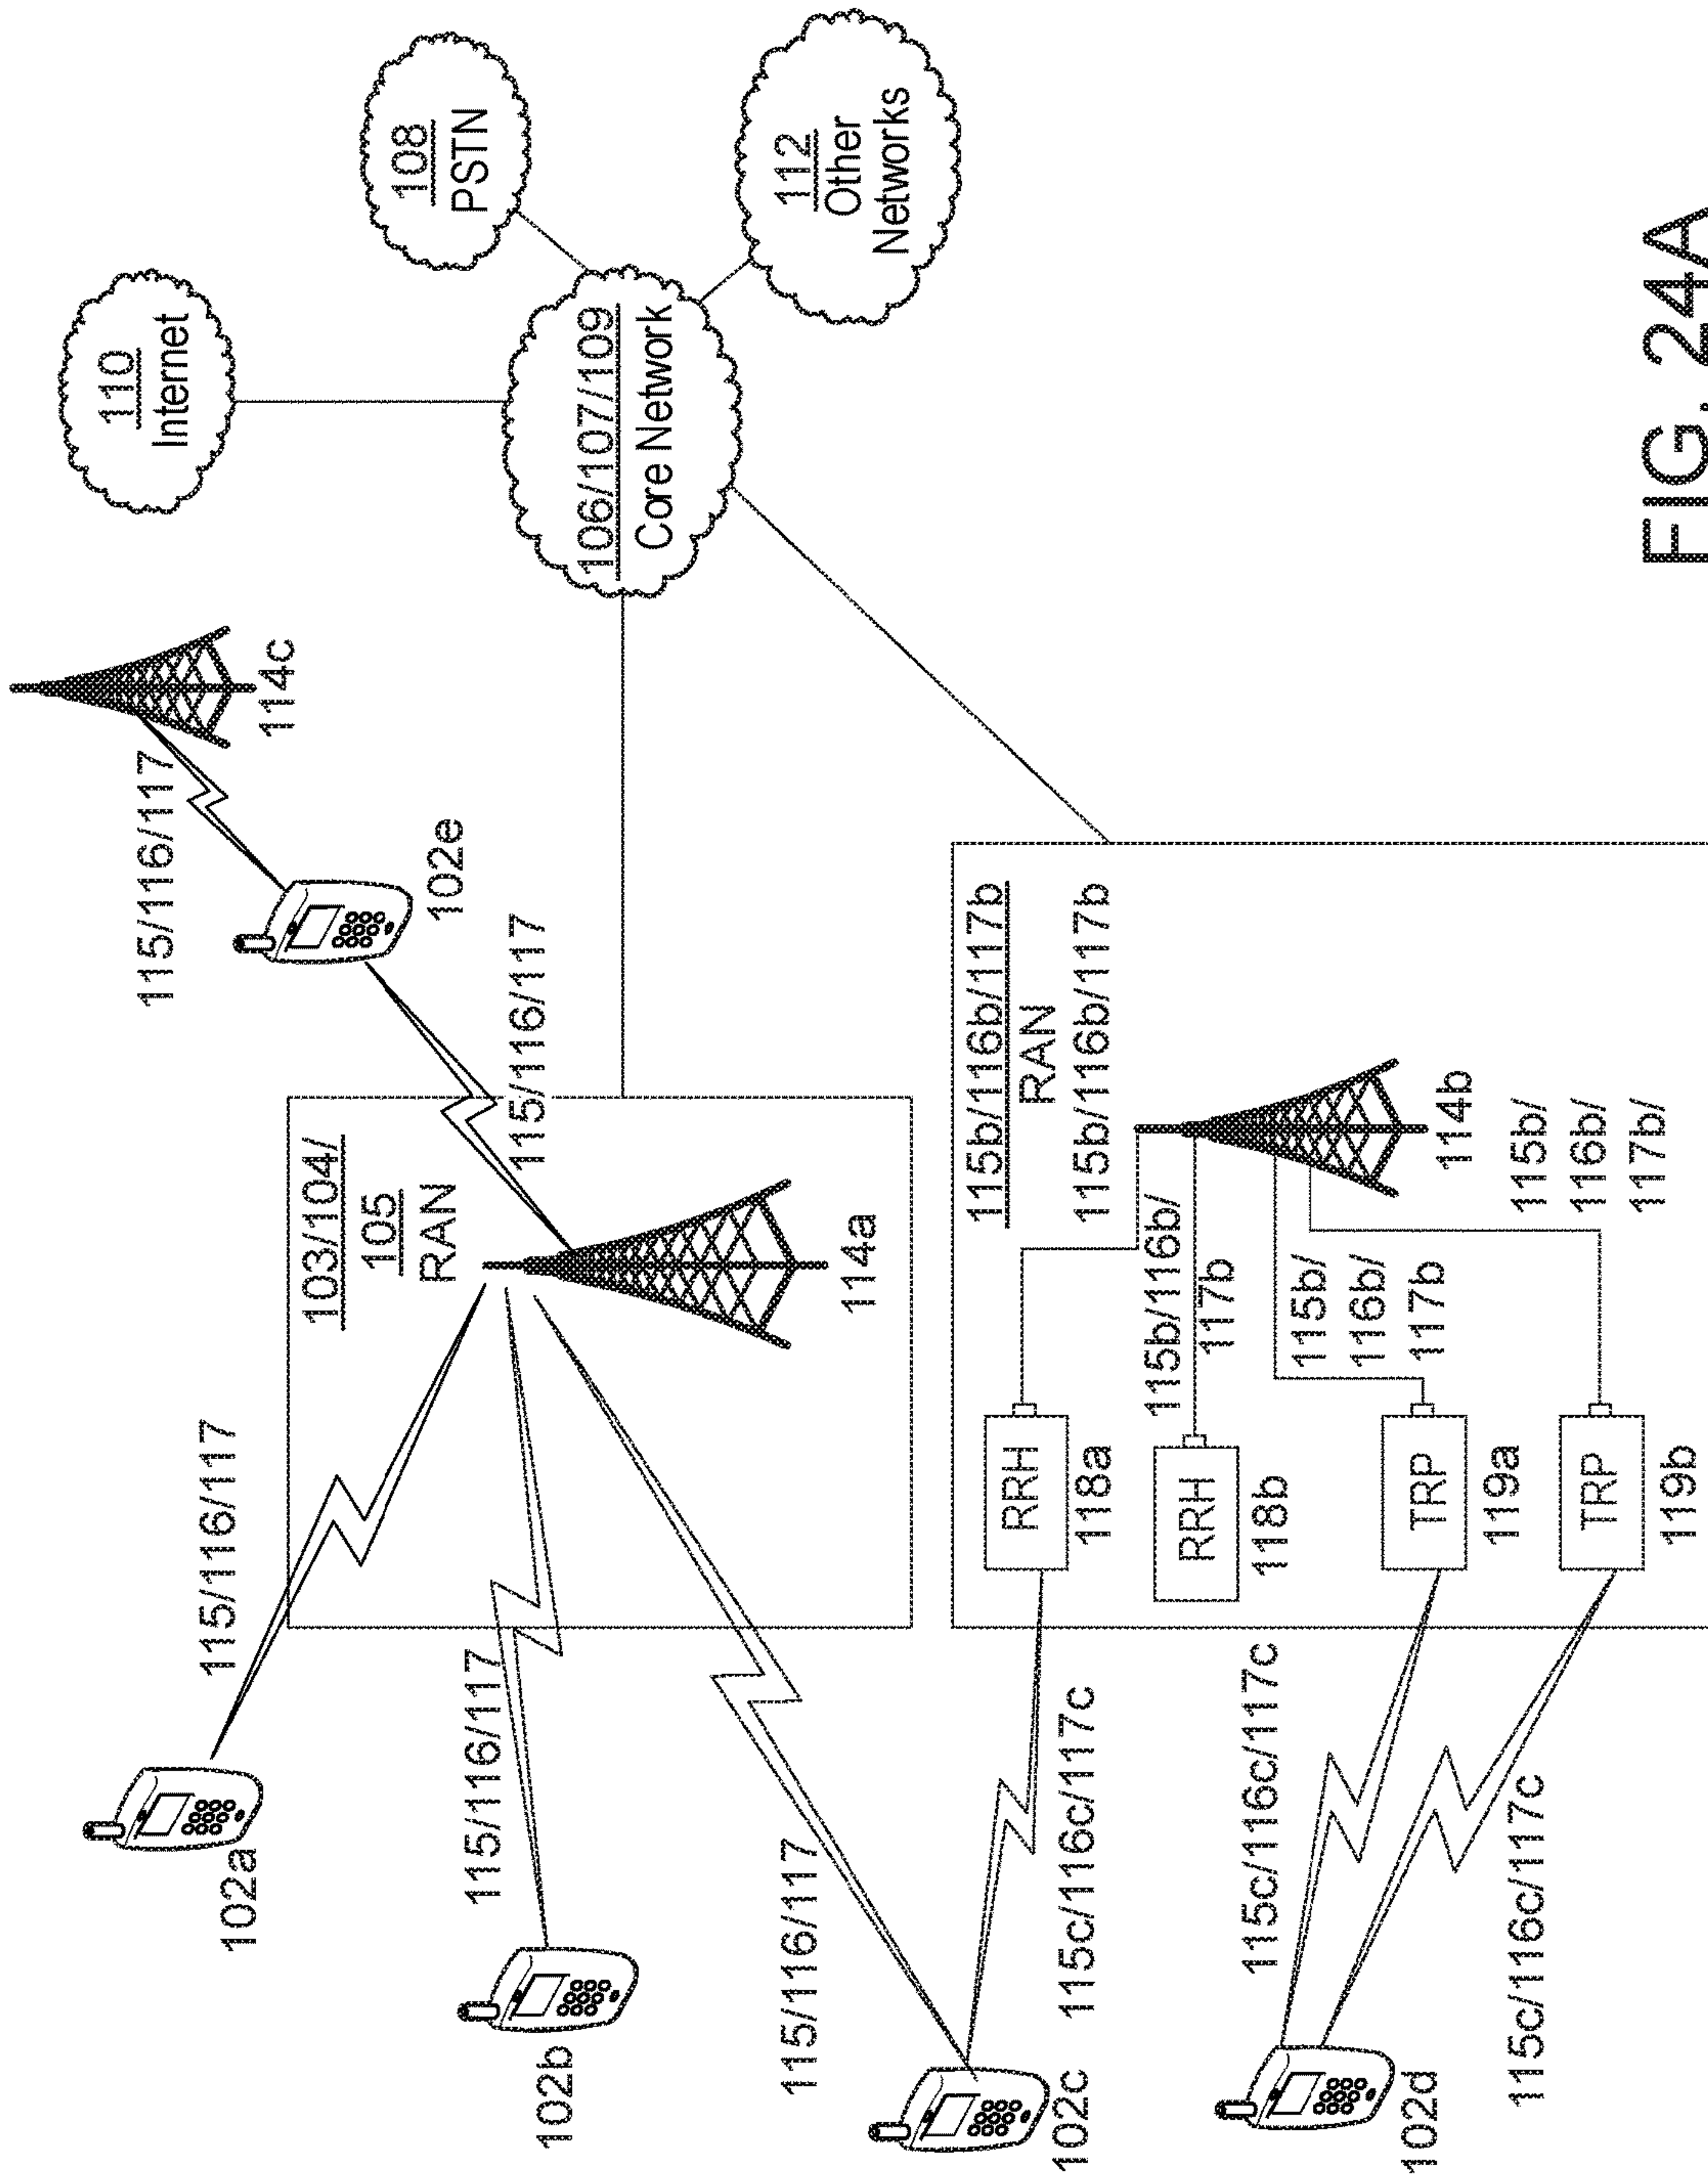 110
Internet
108
PSTN
112
Other
Networks
106/107/109
Core Network
114c
115/116/117
102e
115/116/117
103/104/
105
RAN
114a
115/116/117
102a
115/116/117
102b
115/116/117
102c
115c/116c/117c
115b/116b/117b
RAN
115b/116b/117b
114b
115b/116b/
117b
115b/
116b/
117b
115b/
116b/
117b/
RRH
118a
RRH
118b
TRP
119a
TRP
119b
115c/116c/117c
102d
115c/116c/117c
FIG. 24A